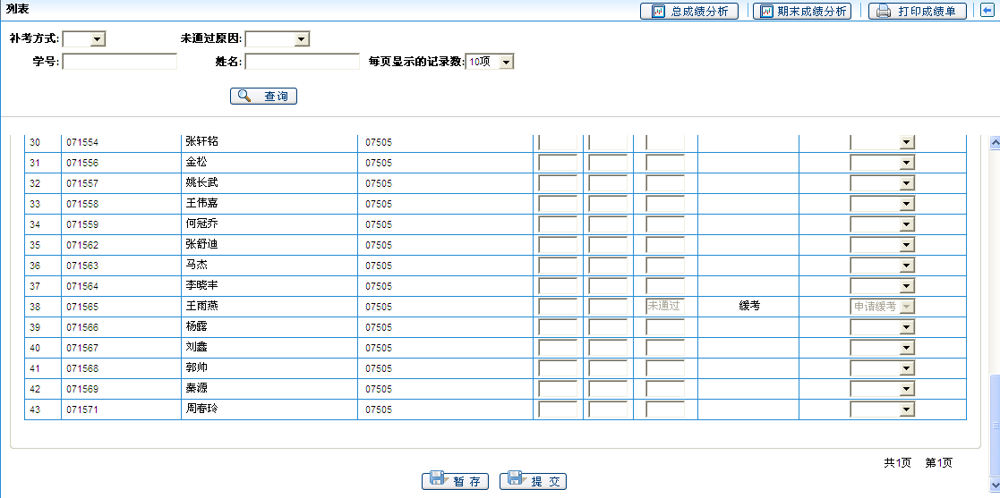 列表 总成绩分析 期末成绩分析 打印成绩单
补考方式: 未通过原因:
学号: 姓名: 每页显示的记录数: 10项
查询
30 071554 张轩铭 07505
31 071556 金松 07505
32 071557 姚长武 07505
33 071558 王伟嘉 07505
34 071559 何冠乔 07505
35 071562 张舒迪 07505
36 071563 马杰 07505
37 071564 李晓丰 07505
38 071565 王雨燕 07505 未通过 缓考 申请缓考
39 071566 杨露 07505
40 071567 刘鑫 07505
41 071568 郭帅 07505
42 071569 秦源 07505
43 071571 周春玲 07505
共1页 第1页
暂存 提交